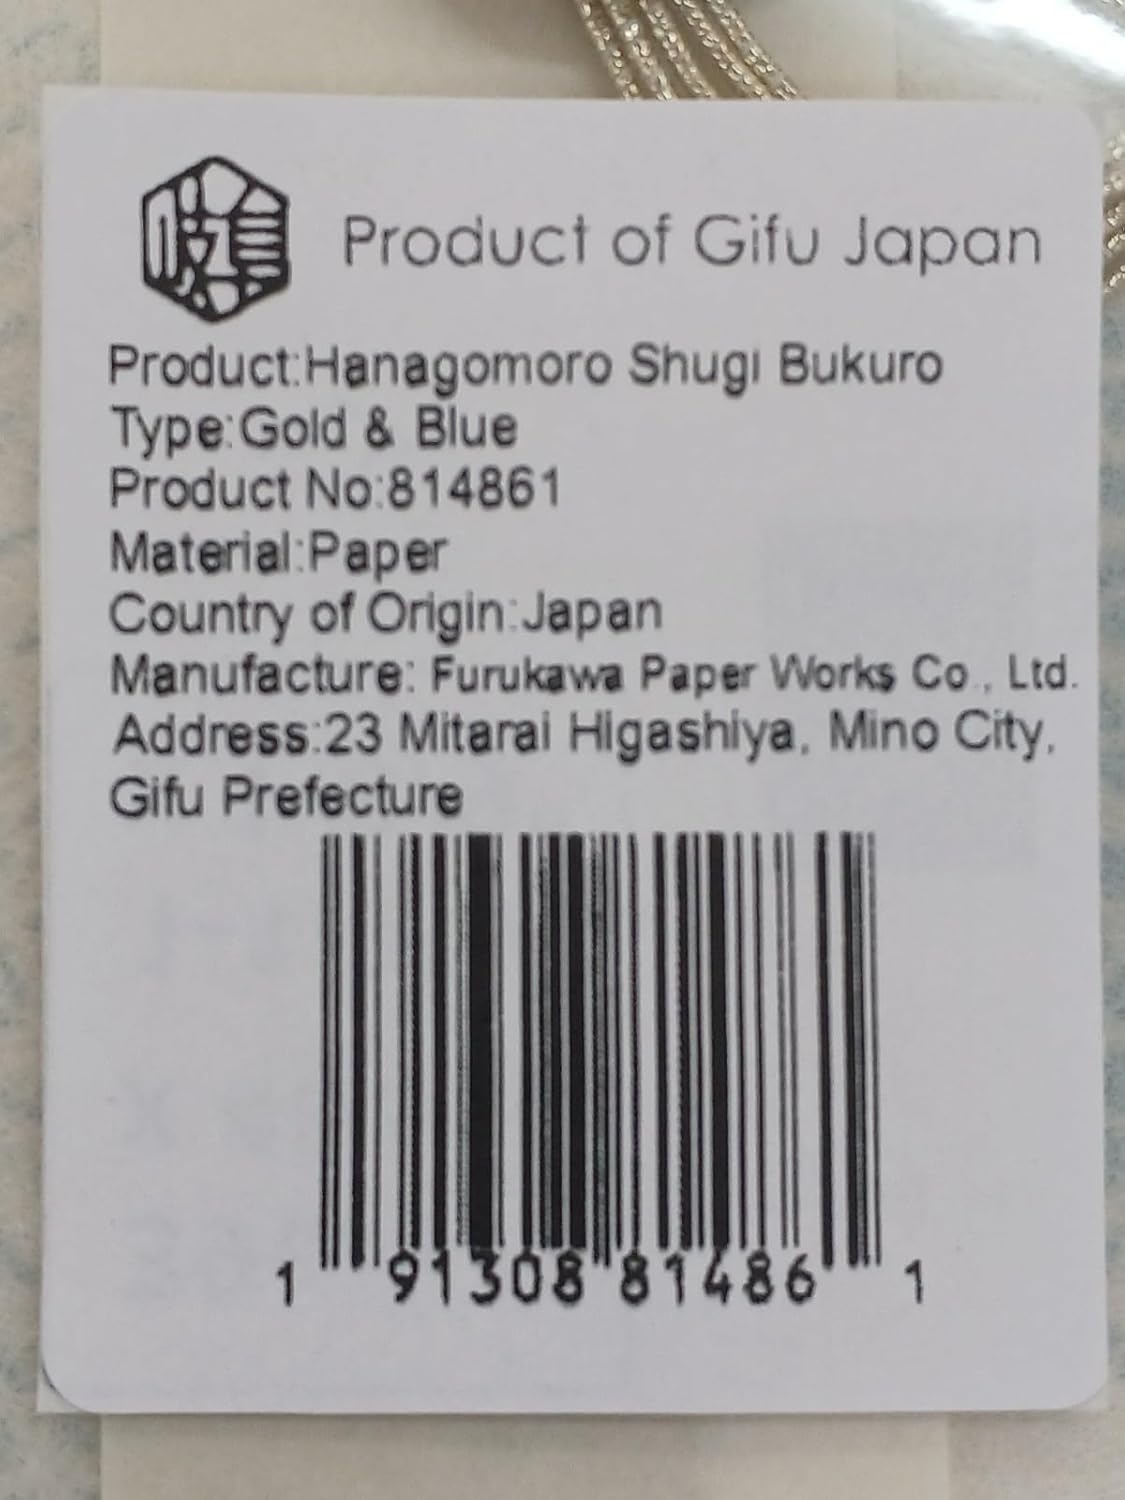 Product of Gifu Japan
Product:Hanagomoro Shugi Bukuro
Type:Gold & Blue
Product No:814861
Material:Paper
Country of Origin:Japan
Manufacture: Furukawa Paper Works Co., Ltd.
Address:23 Mitarai Higashiya, Mino City,
Gifu Prefecture
1 91308 81486 1